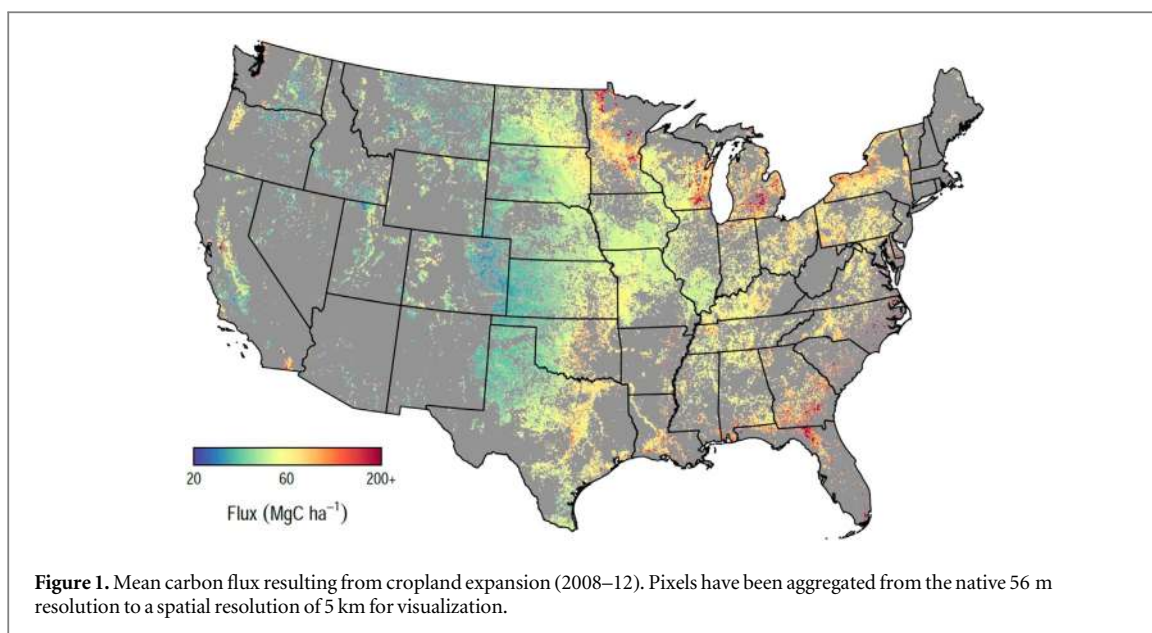 20 60 200+
Flux (MgC ha⁻¹)
Figure 1. Mean carbon flux resulting from cropland expansion (2008–12). Pixels have been aggregated from the native 56 m
resolution to a spatial resolution of 5 km for visualization.